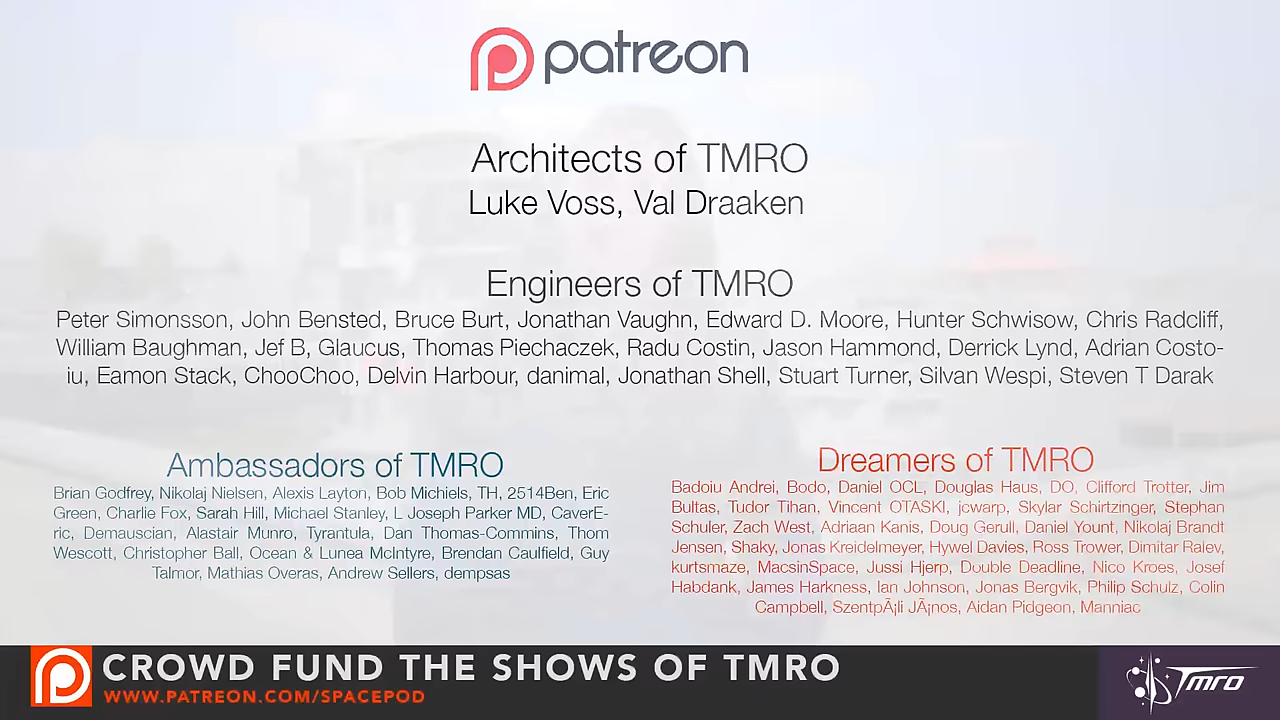 patreon
Architects of TMRO
Luke Voss, Val Draaken
Engineers of TMRO
Peter Simonsson, John Bensted, Bruce Burt, Jonathan Vaughn, Edward D. Moore, Hunter Schwisow, Chris Radcliff,
William Baughman, Jef B, Glaucus, Thomas Piechaczek, Radu Costin, Jason Hammond, Derrick Lynd, Adrian Costo-
iu, Eamon Stack, ChooChoo, Delvin Harbour, danimal, Jonathan Shell, Stuart Turner, Silvan Wespi, Steven T Darak
Ambassadors of TMRO
Brian Godfrey, Nikolaj Nielsen, Alexis Layton, Bob Michiels, TH, 2514Ben, Eric
Green, Charlie Fox, Sarah Hill, Michael Stanley, L Joseph Parker MD, CaverE-
ric, Demauscian, Alastair Munro, Tyrantula, Dan Thomas-Commins, Thom
Wescott, Christopher Ball, Ocean & Lunea McIntyre, Brendan Caulfield, Guy
Talmor, Mathias Overas, Andrew Sellers, dempsas
Dreamers of TMRO
Badoiu Andrei, Bodo, Daniel OCL, Douglas Haus, DO, Clifford Trotter, Jim
Bultas, Tudor Tihan, Vincent OTASKI, jcwarp, Skylar Schirtzinger, Stephan
Schuler, Zach West, Adriaan Kanis, Doug Gerull, Daniel Yount, Nikolaj Brandt
Jensen, Shaky, Jonas Kreidelmeyer, Hywel Davies, Ross Trower, Dimitar Ralev,
kurtsmaze, MacsinSpace, Jussi Hjerp, Double Deadline, Nico Kroes, Josef
Habdank, James Harkness, Ian Johnson, Jonas Bergvik, Philip Schulz, Colin
Campbell, SzentpÃ¡li JÃ¡nos, Aidan Pidgeon, Manniac
CROWD FUND THE SHOWS OF TMRO
WWW.PATREON.COM/SPACEPOD
Tmro